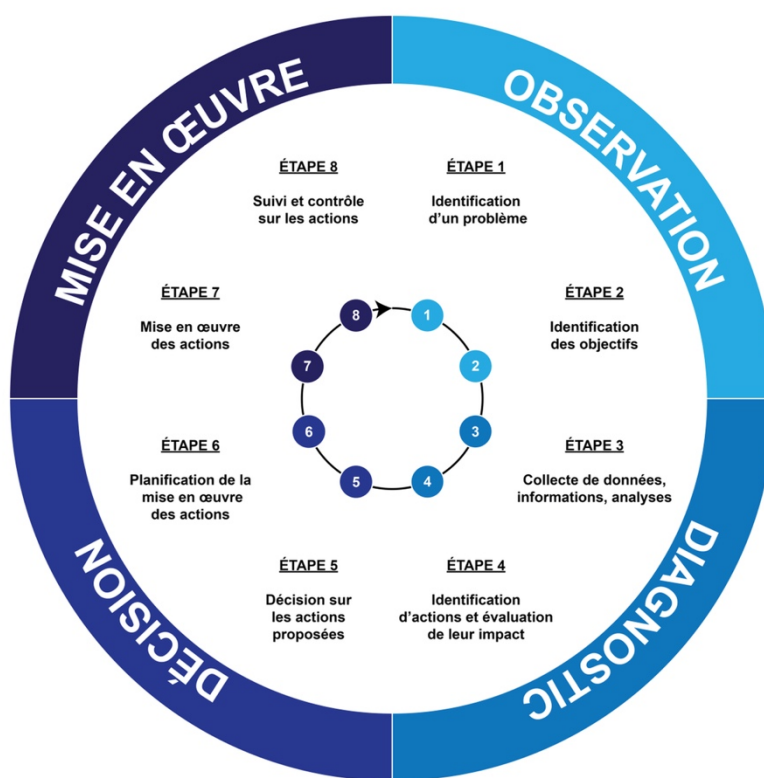 OBSERVATION
ÉTAPE 1
Identification
d'un problème
ÉTAPE 2
Identification
des objectifs
DIAGNOSTIC
ÉTAPE 3
Collecte de données,
informations, analyses
ÉTAPE 4
Identification
d'actions et évaluation
de leur impact
DÉCISION
ÉTAPE 5
Décision sur
les actions
proposées
ÉTAPE 6
Planification de la
mise en œuvre
des actions
MISE EN ŒUVRE
ÉTAPE 7
Mise en œuvre
des actions
ÉTAPE 8
Suivi et contrôle
sur les actions
1
2
3
4
5
6
7
8